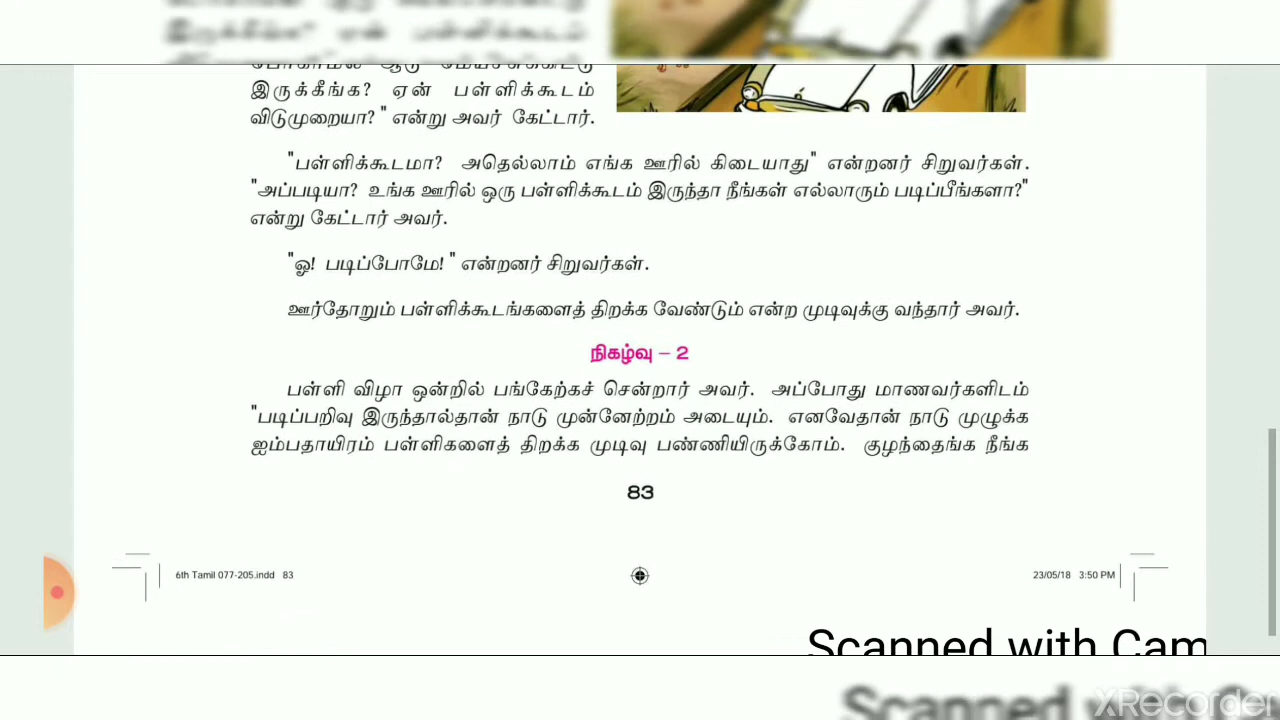 இருக்கீங்க? ஏன் பள்ளிக்கூடம்
விடுமுறையா?" என்று அவர் கேட்டார்.
"பள்ளிக்கூடமா? அதெல்லாம் எங்க ஊரில் கிடையாது" என்றனர் சிறுவர்கள்.
"அப்படியா? உங்க ஊரில் ஒரு பள்ளிக்கூடம் இருந்தா நீங்கள் எல்லாரும் படிப்பீங்களா?"
என்று கேட்டார் அவர்.
"ஓ! படிப்போமே!" என்றனர் சிறுவர்கள்.
ஊர்தோறும் பள்ளிக்கூடங்களைத் திறக்க வேண்டும் என்ற முடிவுக்கு வந்தார் அவர்.
நிகழ்வு – 2
பள்ளி விழா ஒன்றில் பங்கேற்கச் சென்றார் அவர். அப்போது மாணவர்களிடம்
"படிப்பறிவு இருந்தால்தான் நாடு முன்னேற்றம் அடையும். எனவேதான் நாடு முழுக்க
ஐம்பதாயிரம் பள்ளிகளைத் திறக்க முடிவு பண்ணியிருக்கோம். குழந்தைங்க நீங்க
83
6th Tamil 077-205.indd 83
23/05/18 3:50 PM
Scanned with Cam
XRecorder